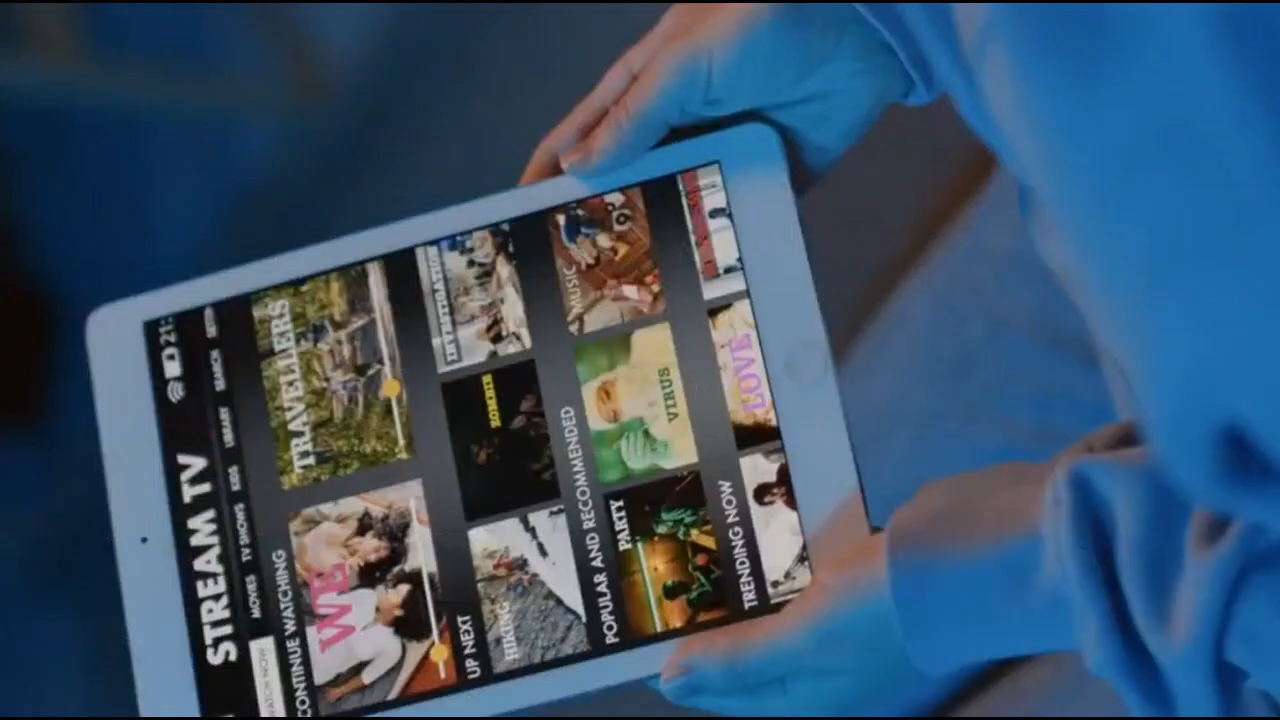 21:
STREAM TV
WATCH NOW MOVIES TV SHOWS KIDS LIBRARY SEARCH
CONTINUE WATCHING
WE
TRAVELLERS
UP NEXT
HIKING
ZOMBIE
INVESTIGATION
POPULAR AND RECOMMENDED
PARTY
VIRUS
MUSIC
TRENDING NOW
LOVE